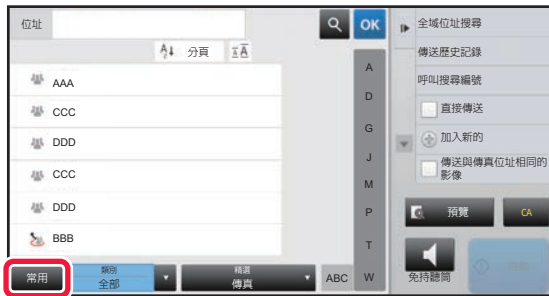 位址
OK
分頁
AAA
CCC
DDD
CCC
DDD
BBB
A
D
G
J
M
P
T
W
常用
類別
全部
精選
傳真
ABC
全域位址搜尋
傳送歷史記錄
呼叫搜尋編號
直接傳送
加入新的
傳送與傳真位址相同的
影像
預覽
CA
免持聽筒